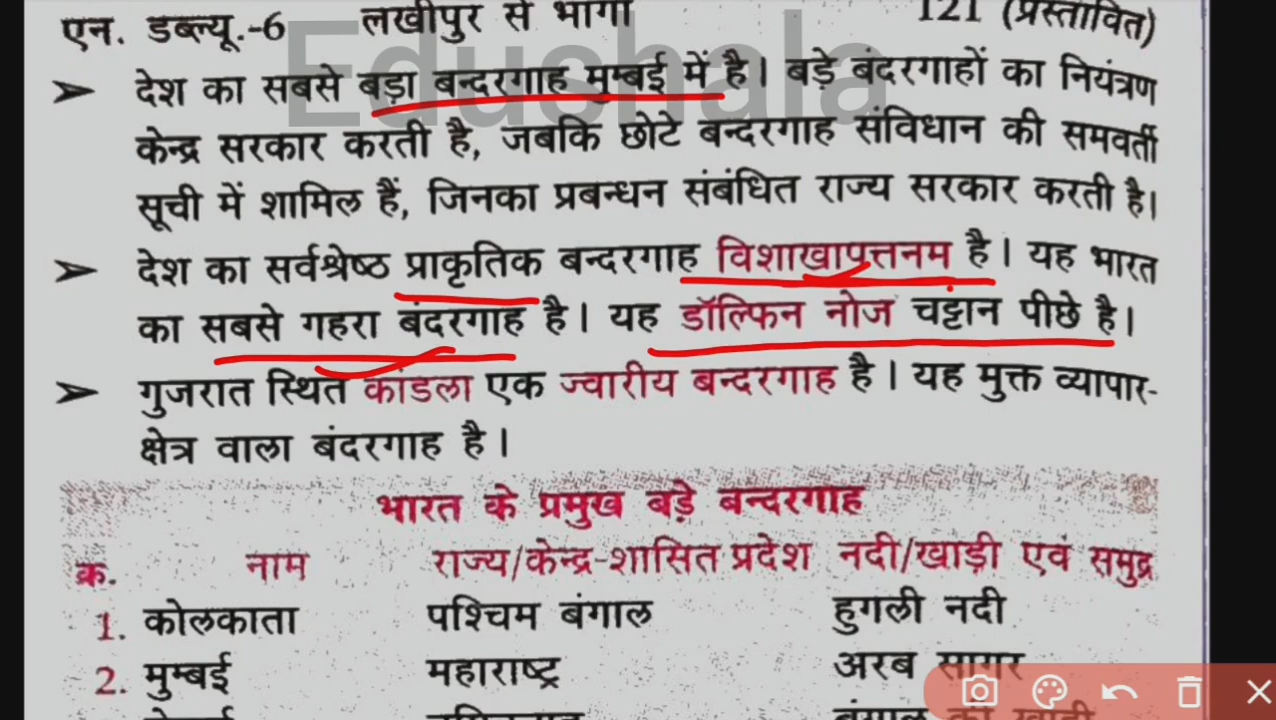 एन. डब्ल्यू.-6 लखीपुर से भांगा 121 (प्रस्तावित)
Edushala
➤ देश का सबसे बड़ा बन्दरगाह मुम्बई में है। बड़े बंदरगाहों का नियंत्रण
केन्द्र सरकार करती है, जबकि छोटे बन्दरगाह संविधान की समवर्ती
सूची में शामिल हैं, जिनका प्रबन्धन संबंधित राज्य सरकार करती है।
➤ देश का सर्वश्रेष्ठ प्राकृतिक बन्दरगाह विशाखापत्तनम है। यह भारत
का सबसे गहरा बंदरगाह है। यह डॉल्फिन नोज चट्टान पीछे है।
➤ गुजरात स्थित कांडला एक ज्वारीय बन्दरगाह है। यह मुक्त व्यापार-
क्षेत्र वाला बंदरगाह है।
भारत के प्रमुख बड़े बन्दरगाह
क्र. नाम राज्य/केन्द्र-शासित प्रदेश नदी/खाड़ी एवं समुद्र
1. कोलकाता पश्चिम बंगाल हुगली नदी
2. मुम्बई महाराष्ट्र अरब सागर